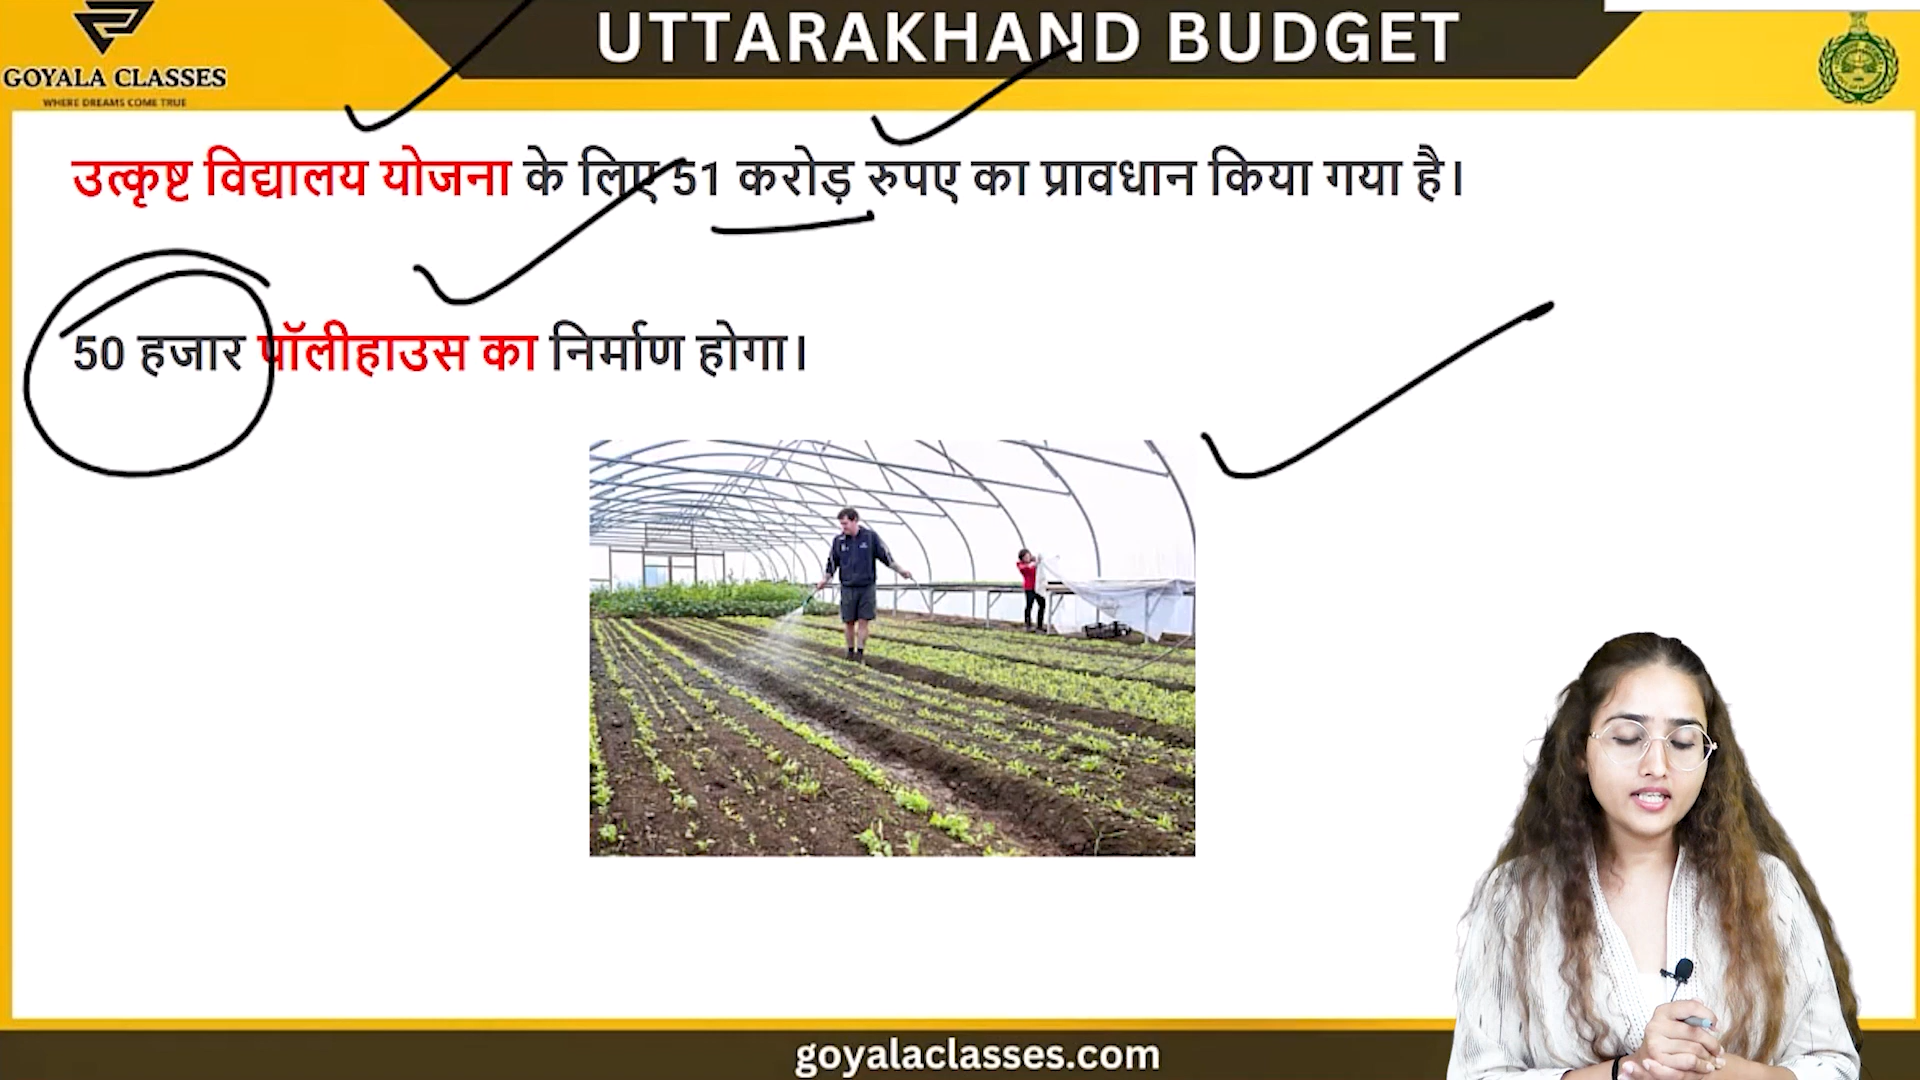 UTTARAKHAND BUDGET
GOYALA CLASSES
WHERE DREAMS COME TRUE
उत्कृष्ट विद्यालय योजना के लिए 51 करोड़ रुपए का प्रावधान किया गया है।
50 हजार पॉलीहाउस का निर्माण होगा।
goyalaclasses.com